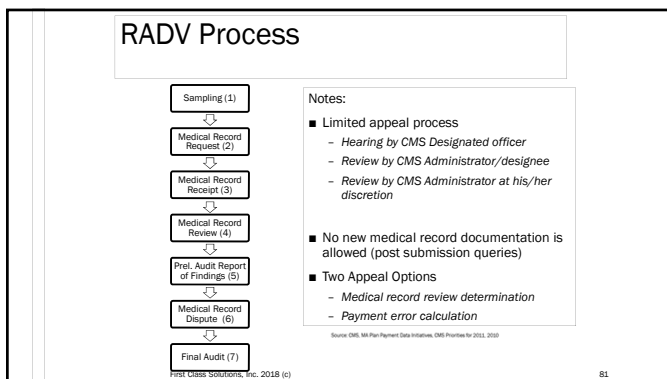 RADV Process
Sampling (1)
Medical Record
Request (2)
Medical Record
Receipt (3)
Medical Record
Review (4)
Prel. Audit Report
of Findings (5)
Medical Record
Dispute (6)
Final Audit (7)
Notes:
■ Limited appeal process
– Hearing by CMS Designated officer
– Review by CMS Administrator/designee
– Review by CMS Administrator at his/her
discretion
■ No new medical record documentation is
allowed (post submission queries)
■ Two Appeal Options
– Medical record review determination
– Payment error calculation
Source: CMS, MA Plan Payment Data Initiatives, CMS Priorities for 2011, 2010
First Class Solutions, Inc. 2018 (c)
81